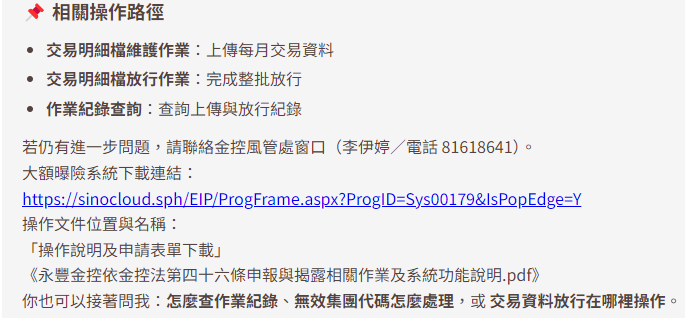 📌 相關操作路徑
• 交易明細檔維護作業：上傳每月交易資料
• 交易明細檔放行作業：完成整批放行
• 作業紀錄查詢：查詢上傳與放行紀錄
若仍有進一步問題，請聯絡金控風管處窗口（李伊婷／電話 81618641）。
大額曝險系統下載連結：
https://sinocloud.sph/EIP/ProgFrame.aspx?ProgID=Sys00179&IsPopEdge=Y
操作文件位置與名稱：
「操作說明及申請表單下載」
《永豐金控依金控法第四十六條申報與揭露相關作業及系統功能說明.pdf》
你也可以接著問我：怎麼查作業紀錄、無效集團代碼怎麼處理，或 交易資料放行在哪裡操作。